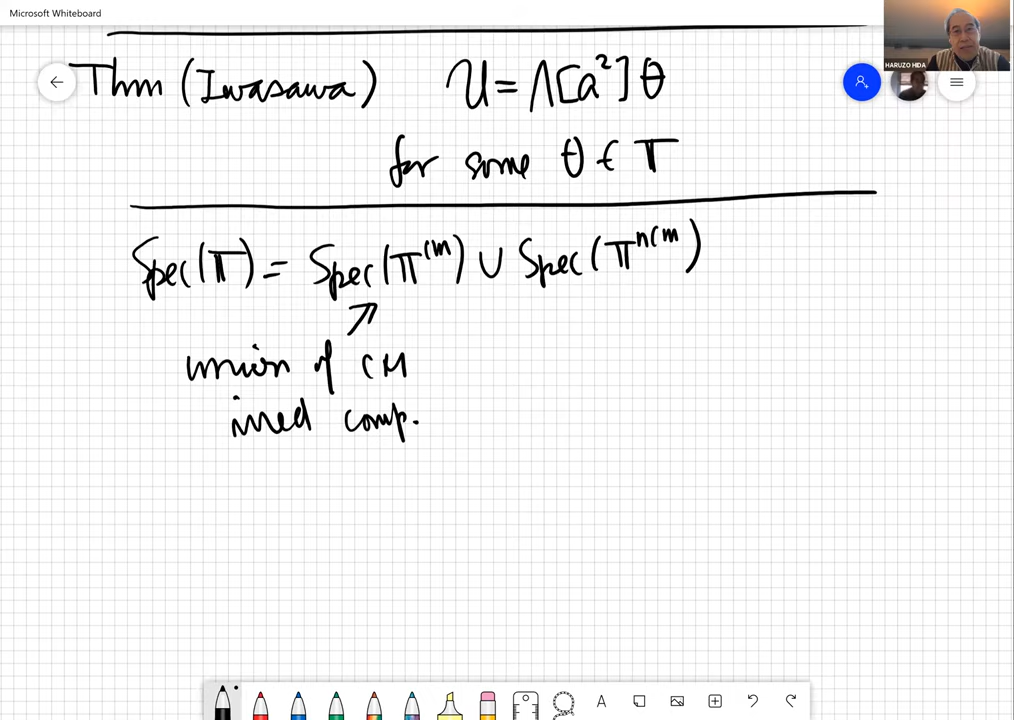 Microsoft Whiteboard
HARUZO HIDA
Thm (Iwasawa) U = Λ[a²]θ
for some θ ∈ 𝕋
Spec(𝕋) = Spec(𝕋^cm) ∪ Spec(𝕋^ncm)
union of CM
irred comp.
A